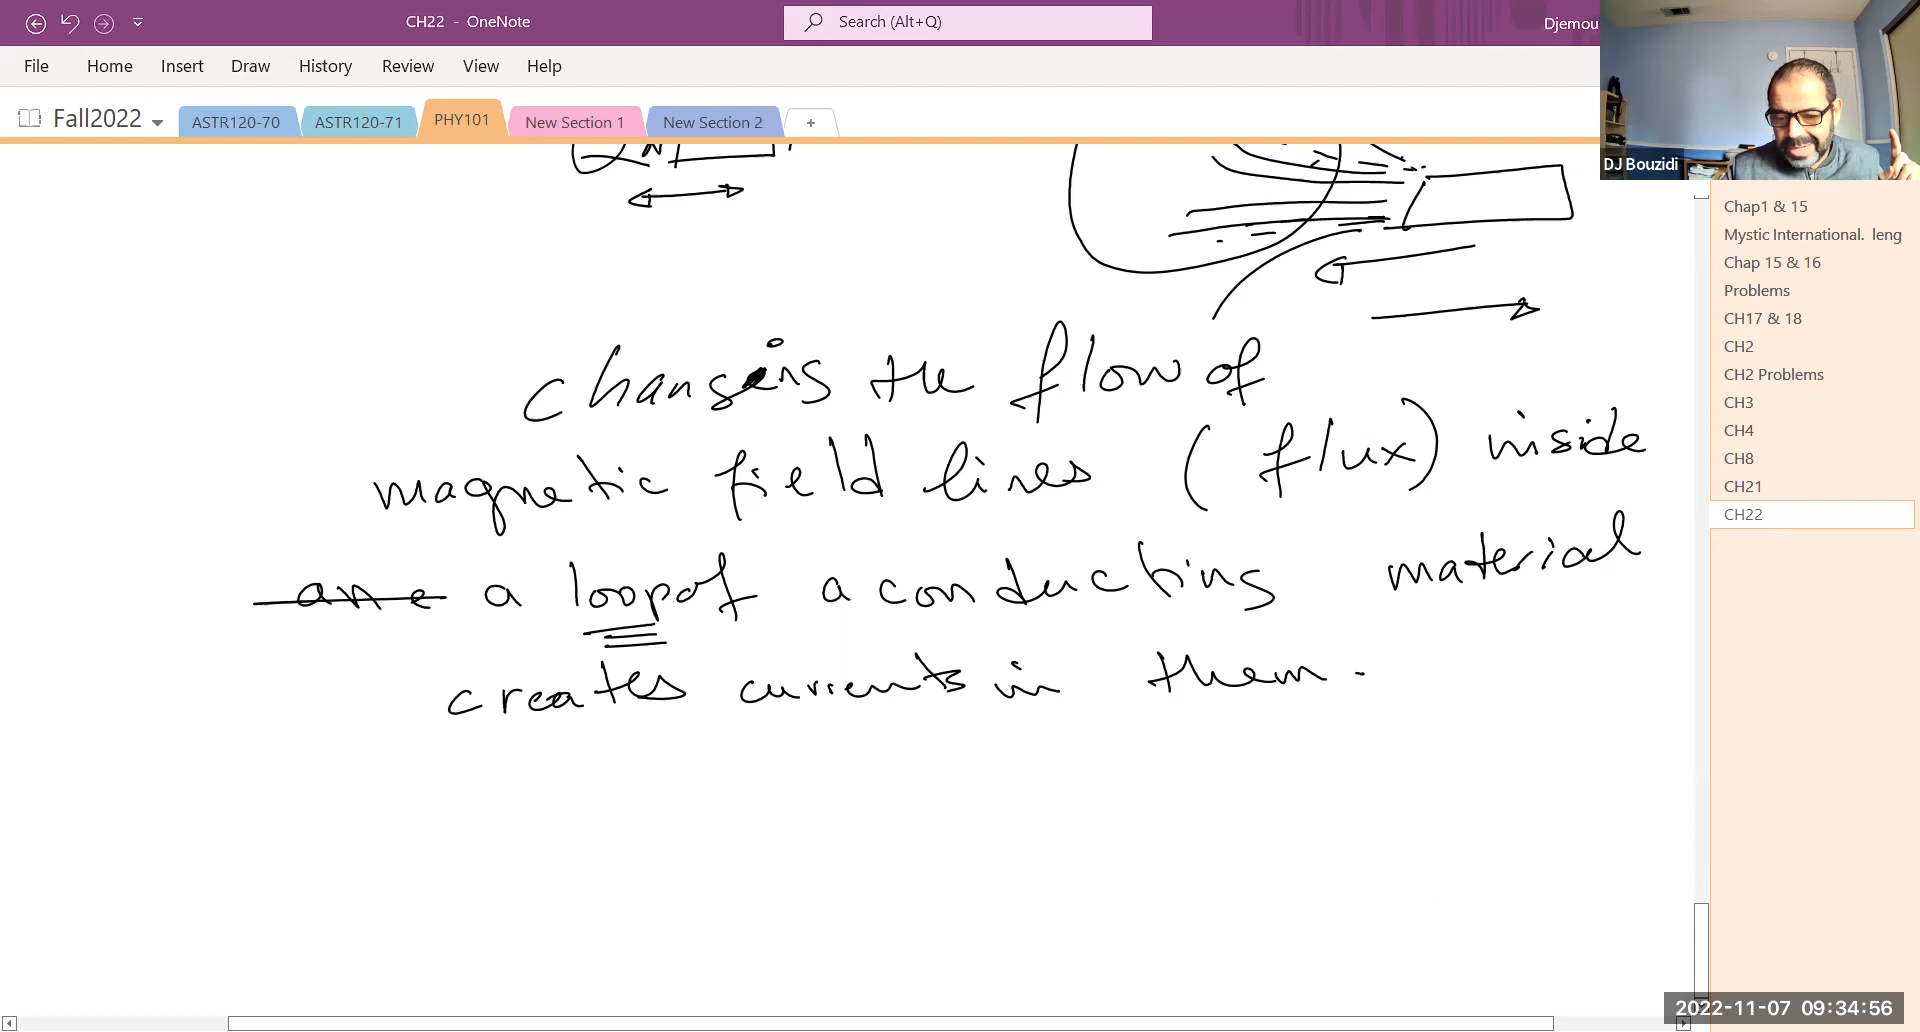 CH22 - OneNote
Search (Alt+Q)
Djemou
File Home Insert Draw History Review View Help
Fall2022
ASTR120-70 ASTR120-71 PHY101 New Section 1 New Section 2 +
DJ Bouzidi
Chap1 & 15
Mystic International. leng
Chap 15 & 16
Problems
CH17 & 18
CH2
CH2 Problems
CH3
CH4
CH8
CH21
CH22
N
changing the flow of
magnetic field lines (flux) inside
a loop of a conducting material
creates currents in them.
2022-11-07 09:34:56